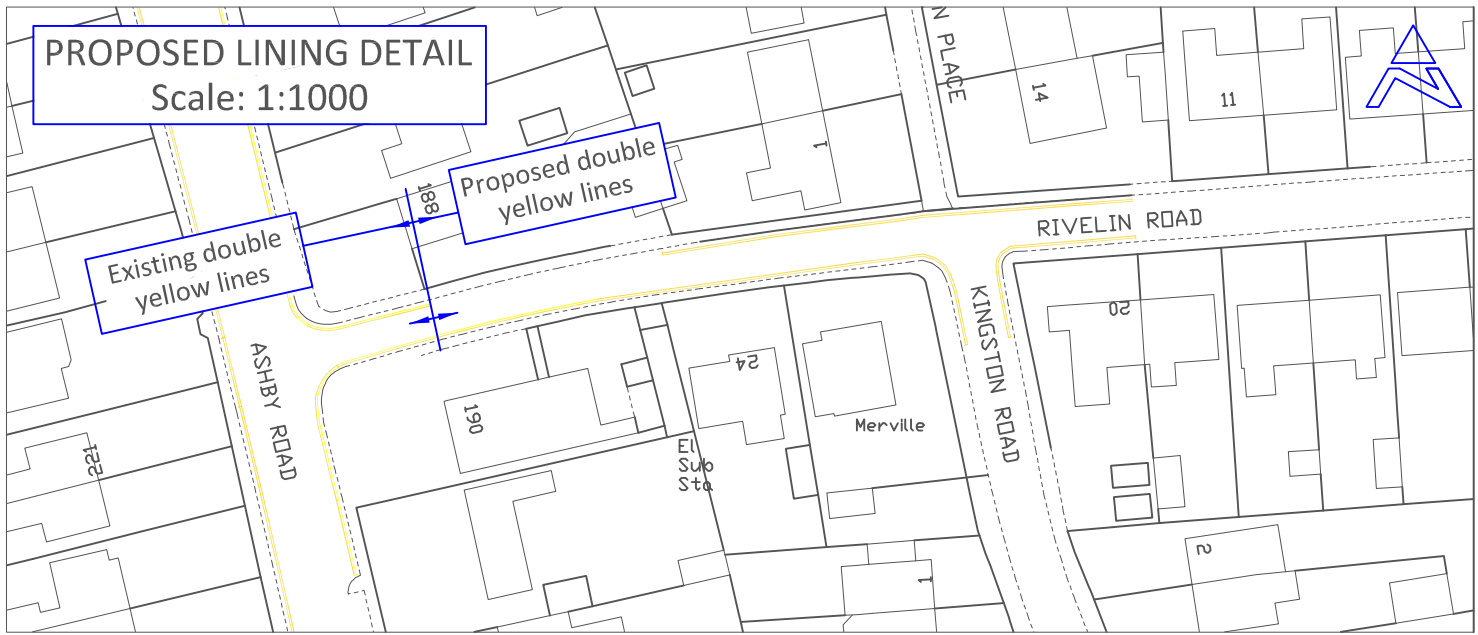 PROPOSED LINING DETAIL
Scale: 1:1000
N PLACE
14
11
1
188
Proposed double
yellow lines
RIVELIN ROAD
Existing double
yellow lines
20
ASHBY ROAD
KINGSTON ROAD
24
190
Merville
221
El
Sub
Sta
2
1